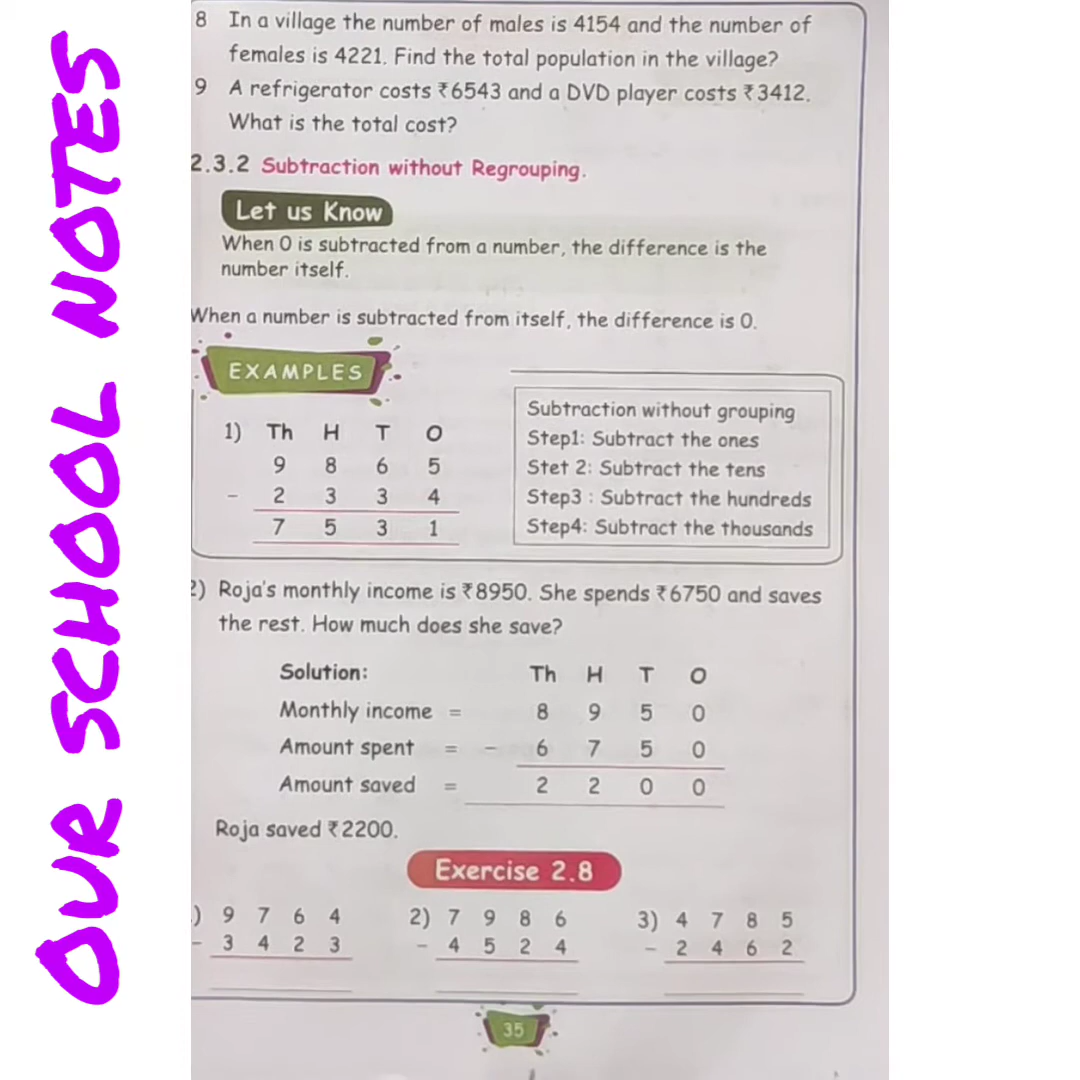 OUR SCHOOL NOTES
8 In a village the number of males is 4154 and the number of
females is 4221. Find the total population in the village?
9 A refrigerator costs ₹6543 and a DVD player costs ₹3412.
What is the total cost?
2.3.2 Subtraction without Regrouping.
Let us Know
When 0 is subtracted from a number, the difference is the
number itself.
When a number is subtracted from itself, the difference is 0.
EXAMPLES
1) Th H T O
9 8 6 5
- 2 3 3 4
7 5 3 1
Subtraction without grouping
Step1: Subtract the ones
Stet 2: Subtract the tens
Step3 : Subtract the hundreds
Step4: Subtract the thousands
2) Roja's monthly income is ₹8950. She spends ₹6750 and saves
the rest. How much does she save?
Solution: Th H T O
Monthly income = 8 9 5 0
Amount spent = - 6 7 5 0
Amount saved = 2 2 0 0
Roja saved ₹2200.
Exercise 2.8
) 9 7 6 4 2) 7 9 8 6 3) 4 7 8 5
- 3 4 2 3 - 4 5 2 4 - 2 4 6 2
35